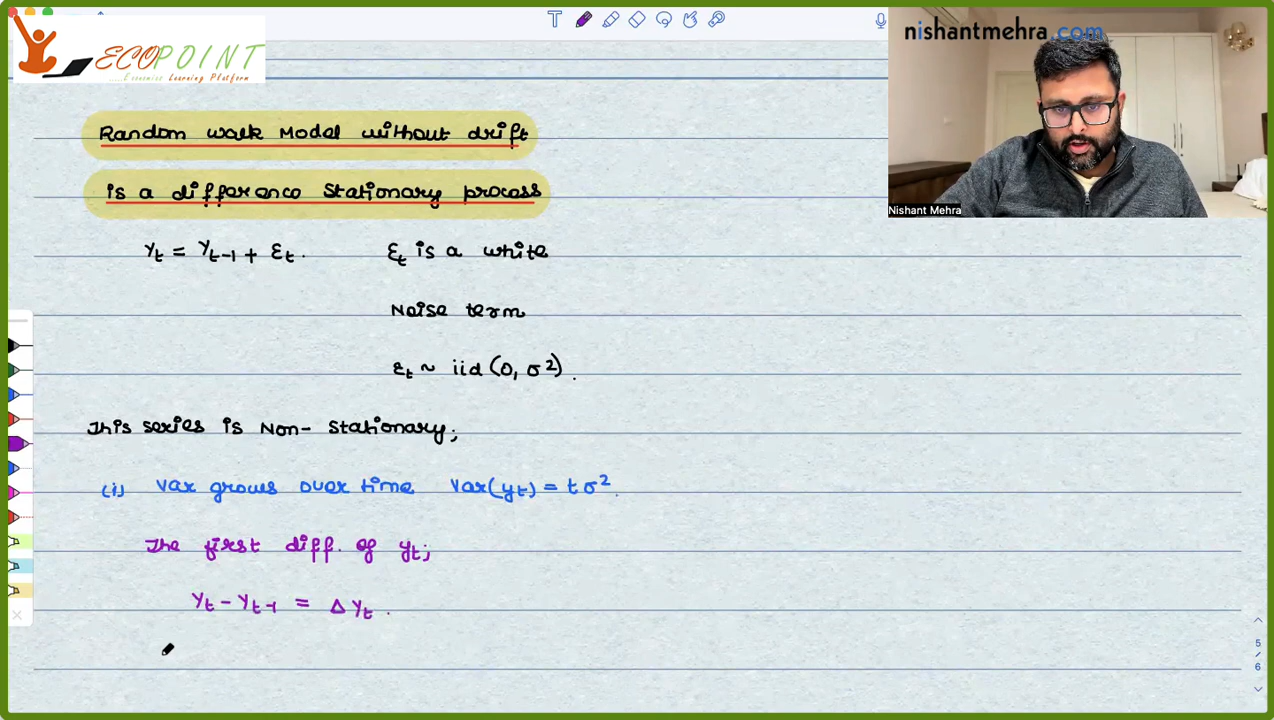 ECOPOINT
.....Economics Learning Platform
nishantmehra.com
Nishant Mehra
Random walk Model without drift
is a difference Stationary process
Yt = Yt-1 + Εt. Εt is a white
Noise term
εt ~ iid (0, σ²).
This series is Non- Stationary;
(i) Var grows over time Var(yt) = tσ².
The first diff. of yt;
Yt - Yt-1 = ΔYt.
5
/
6